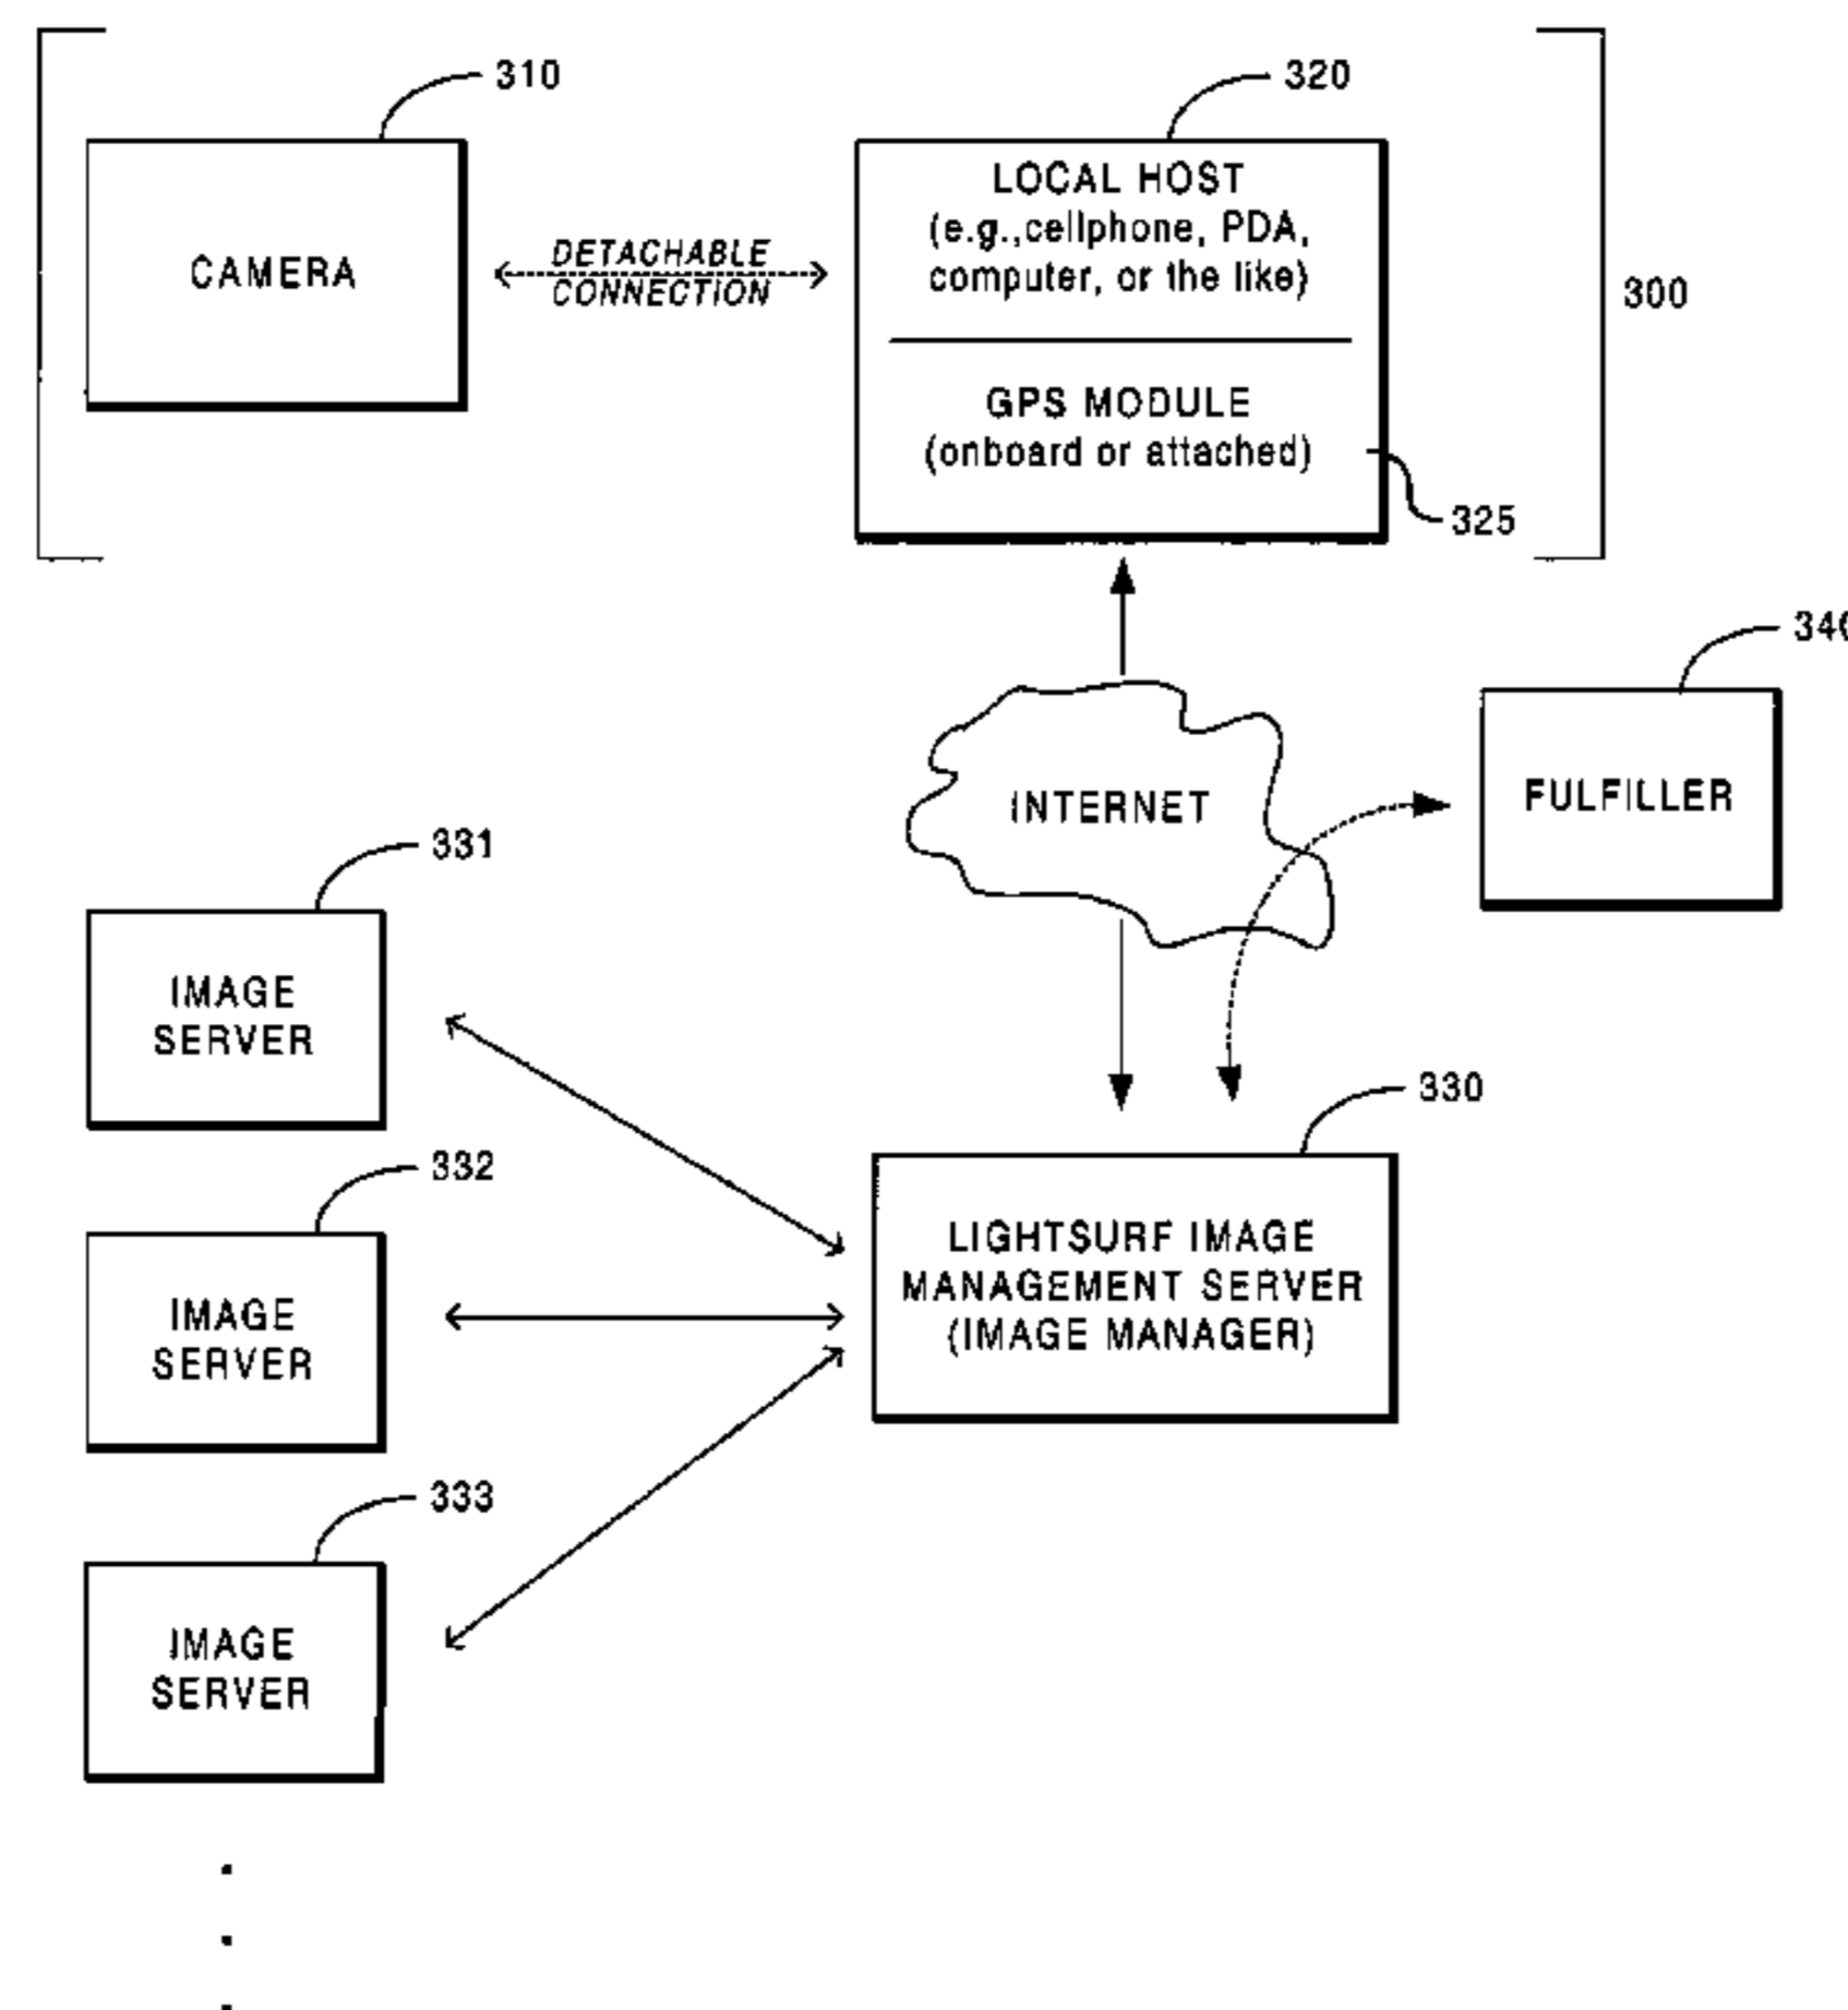 310
320
CAMERA
DETACHABLE
CONNECTION
LOCAL HOST
(e.g.,cellphone, PDA,
computer, or the like)
300
GPS MODULE
(onboard or attached)
325
340
INTERNET
FULFILLER
331
IMAGE
SERVER
330
332
LIGHTSURF IMAGE
MANAGEMENT SERVER
(IMAGE MANAGER)
IMAGE
SERVER
333
IMAGE
SERVER